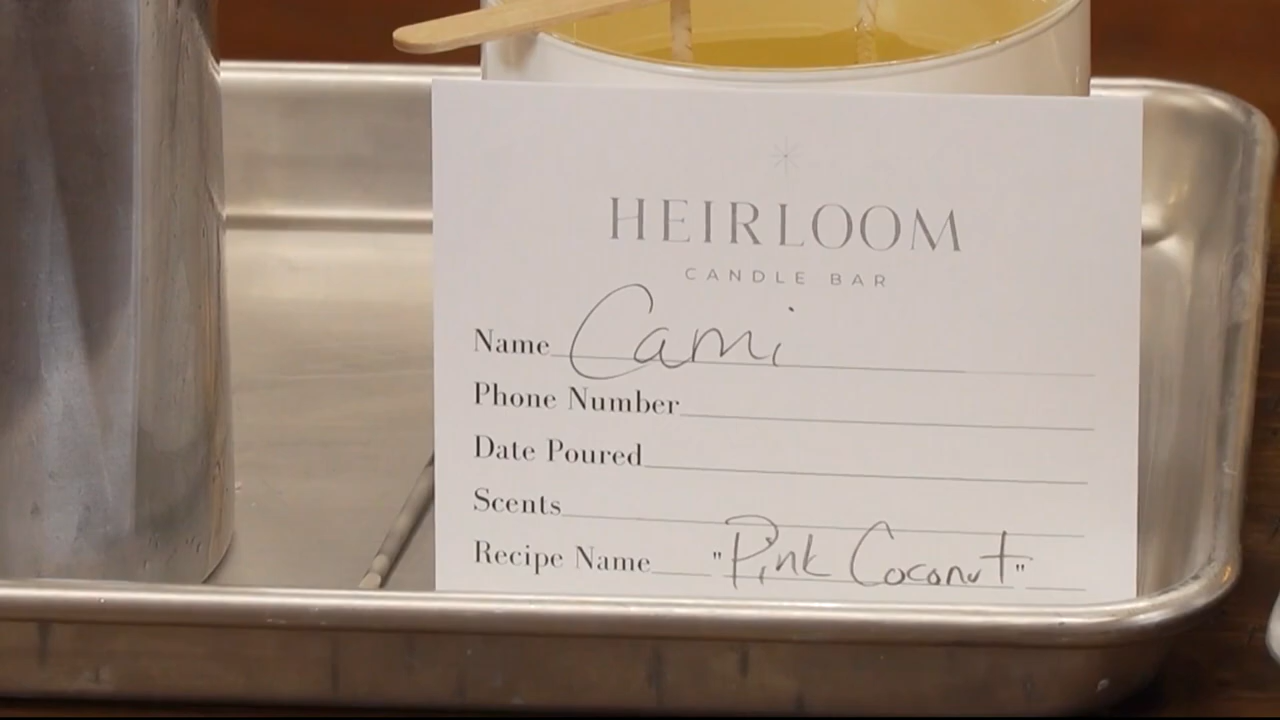 HEIRLOOM
CANDLE BAR
Name Cami
Phone Number
Date Poured
Scents
Recipe Name "Pink Coconut"